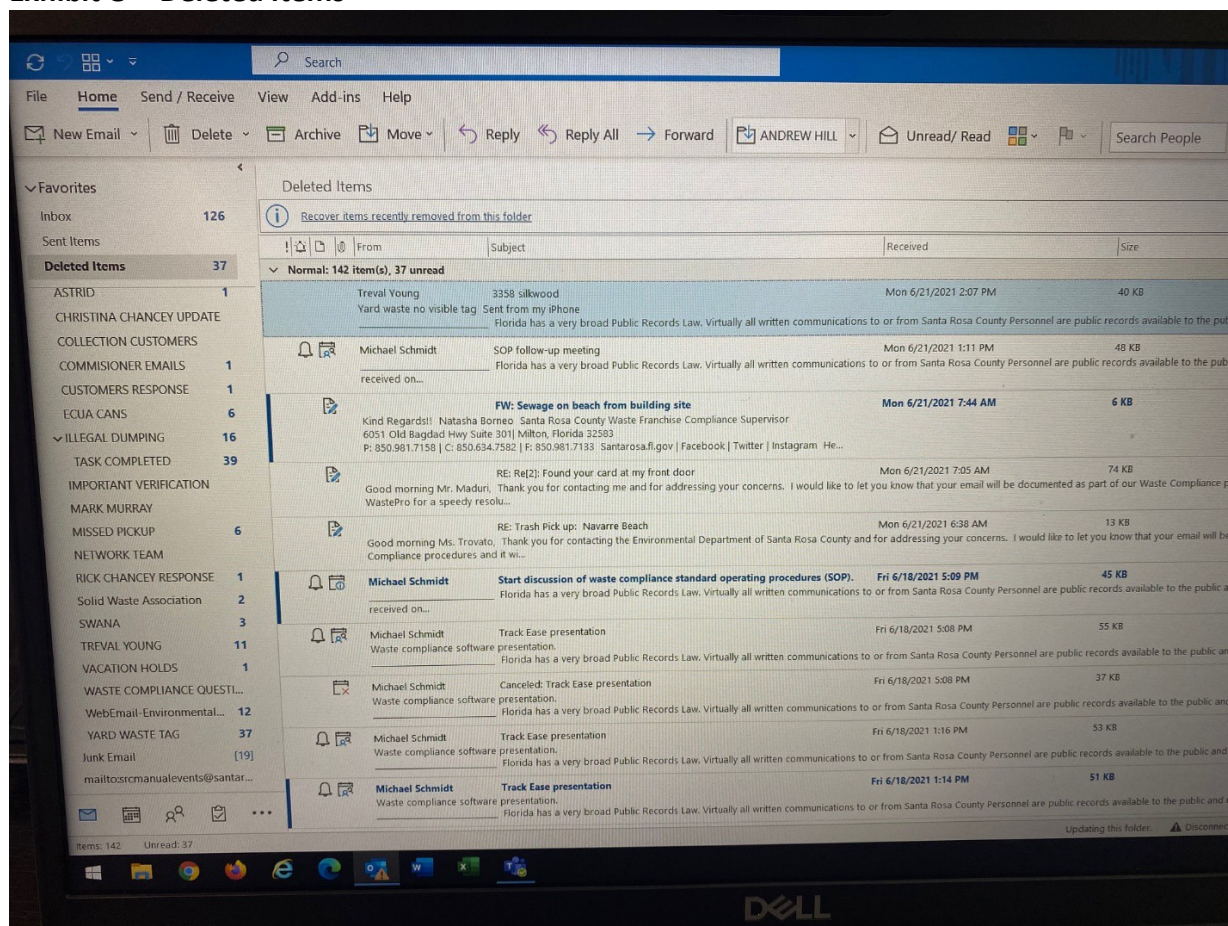 Exhibit C – Deleted Items
Search
File Home Send / Receive View Add-ins Help
New Email Delete Archive Move Reply Reply All Forward ANDREW HILL Unread/ Read Search People
Favorites
Inbox 126
Sent Items
Deleted Items 37
ASTRID 1
CHRISTINA CHANCEY UPDATE
COLLECTION CUSTOMERS
COMMISIONER EMAILS 1
CUSTOMERS RESPONSE 1
ECUA CANS 6
ILLEGAL DUMPING 16
TASK COMPLETED 39
IMPORTANT VERIFICATION
MARK MURRAY
MISSED PICKUP 6
NETWORK TEAM
RICK CHANCEY RESPONSE 1
Solid Waste Association 2
SWANA 3
TREVAL YOUNG 11
VACATION HOLDS 1
WASTE COMPLIANCE QUESTI...
WebEmail-Environmental... 12
YARD WASTE TAG 37
Junk Email [19]
mailto:srcmanualevents@santar...
Deleted Items
Recover items recently removed from this folder
! From Subject Received Size
Normal: 142 item(s), 37 unread
Treval Young 3358 silkwood Mon 6/21/2021 2:07 PM 40 KB
Yard waste no visible tag Sent from my iPhone
Florida has a very broad Public Records Law. Virtually all written communications to or from Santa Rosa County Personnel are public records available to the pub
Michael Schmidt SOP follow-up meeting Mon 6/21/2021 1:11 PM 48 KB
Florida has a very broad Public Records Law. Virtually all written communications to or from Santa Rosa County Personnel are public records available to the pub
received on...
FW: Sewage on beach from building site Mon 6/21/2021 7:44 AM 6 KB
Kind Regards!! Natasha Borneo Santa Rosa County Waste Franchise Compliance Supervisor
6051 Old Bagdad Hwy Suite 301| Milton, Florida 32583
P: 850.981.7158 | C: 850.634.7582 | F: 850.981.7133 Santarosa.fl.gov | Facebook | Twitter | Instagram He...
RE: Re[2]: Found your card at my front door Mon 6/21/2021 7:05 AM 74 KB
Good morning Mr. Maduri, Thank you for contacting me and for addressing your concerns. I would like to let you know that your email will be documented as part of our Waste Compliance p
WastePro for a speedy resolu...
RE: Trash Pick up: Navarre Beach Mon 6/21/2021 6:38 AM 13 KB
Good morning Ms. Trovato, Thank you for contacting the Environmental Department of Santa Rosa County and for addressing your concerns. I would like to let you know that your email will be
Compliance procedures and it wi...
Michael Schmidt Start discussion of waste compliance standard operating procedures (SOP). Fri 6/18/2021 5:09 PM 45 KB
Florida has a very broad Public Records Law. Virtually all written communications to or from Santa Rosa County Personnel are public records available to the public a
received on...
Michael Schmidt Track Ease presentation Fri 6/18/2021 5:08 PM 55 KB
Waste compliance software presentation.
Florida has a very broad Public Records Law. Virtually all written communications to or from Santa Rosa County Personnel are public records available to the public an
Michael Schmidt Canceled: Track Ease presentation Fri 6/18/2021 5:08 PM 37 KB
Waste compliance software presentation.
Florida has a very broad Public Records Law. Virtually all written communications to or from Santa Rosa County Personnel are public records available to the public and
Michael Schmidt Track Ease presentation Fri 6/18/2021 1:16 PM 53 KB
Waste compliance software presentation.
Florida has a very broad Public Records Law. Virtually all written communications to or from Santa Rosa County Personnel are public records available to the public and
Michael Schmidt Track Ease presentation Fri 6/18/2021 1:14 PM 51 KB
Waste compliance software presentation.
Florida has a very broad Public Records Law. Virtually all written communications to or from Santa Rosa County Personnel are public records available to the public and
Items: 142 Unread: 37 Updating this folder. Disconnec
DELL